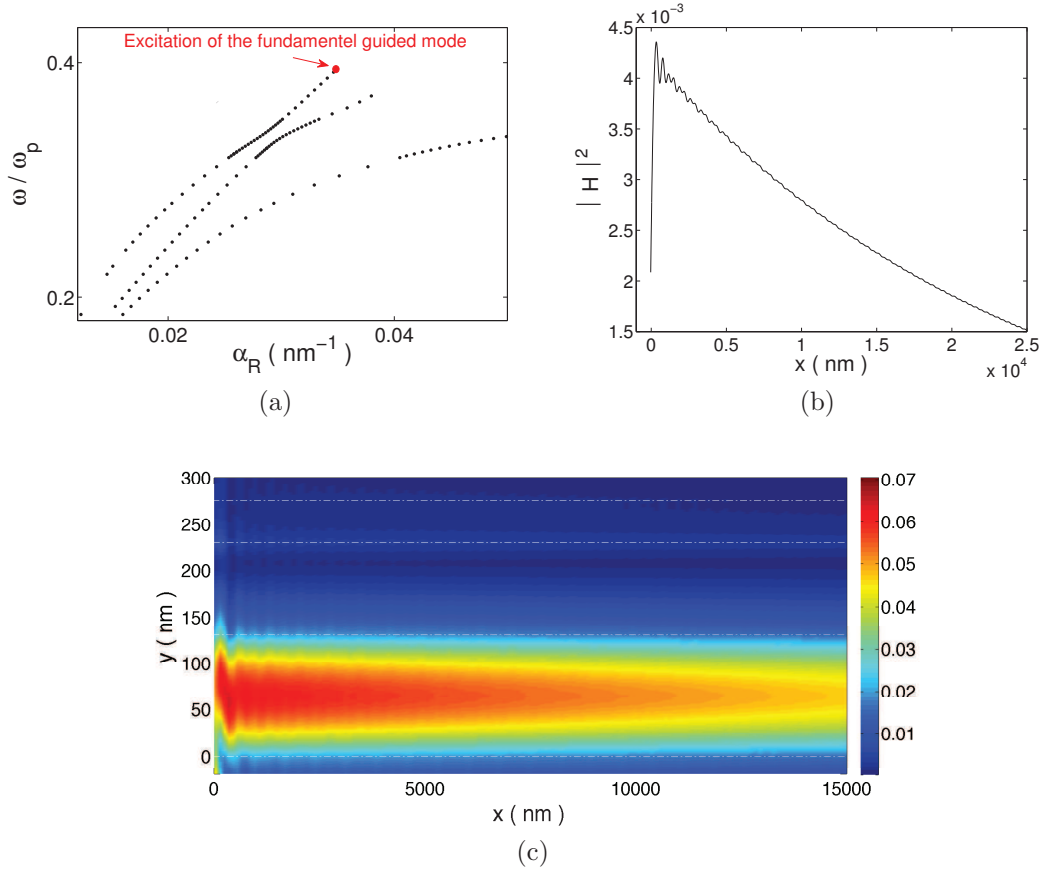 Excitation of the fundamentel guided mode
0.4
0.2
ω / ω_p
0.02
0.04
α_R ( nm⁻¹ )
(a)
x 10⁻³
4.5
4
3.5
3
2.5
2
1.5
| H |²
0
0.5
1
1.5
2
2.5
x ( nm )
x 10⁴
(b)
300
250
200
150
100
50
0
y ( nm )
0
5000
10000
15000
x ( nm )
0.07
0.06
0.05
0.04
0.03
0.02
0.01
(c)